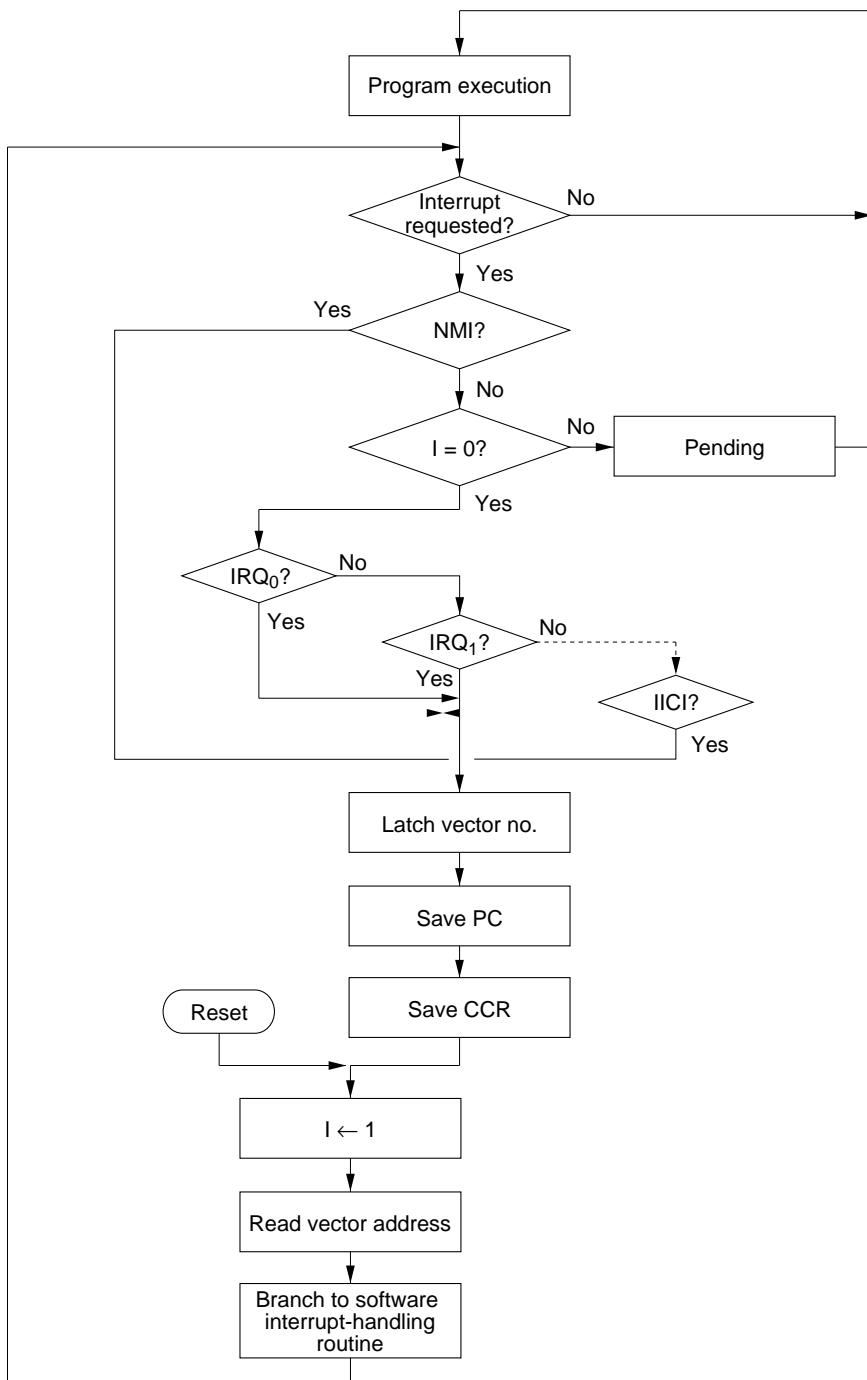 Program execution
Interrupt
requested?
No
Yes
Yes
NMI?
No
I = 0?
No
Pending
Yes
IRQ0?
No
Yes
IRQ1?
No
Yes
IICI?
Yes
Latch vector no.
Save PC
Save CCR
Reset
I ← 1
Read vector address
Branch to software
interrupt-handling
routine